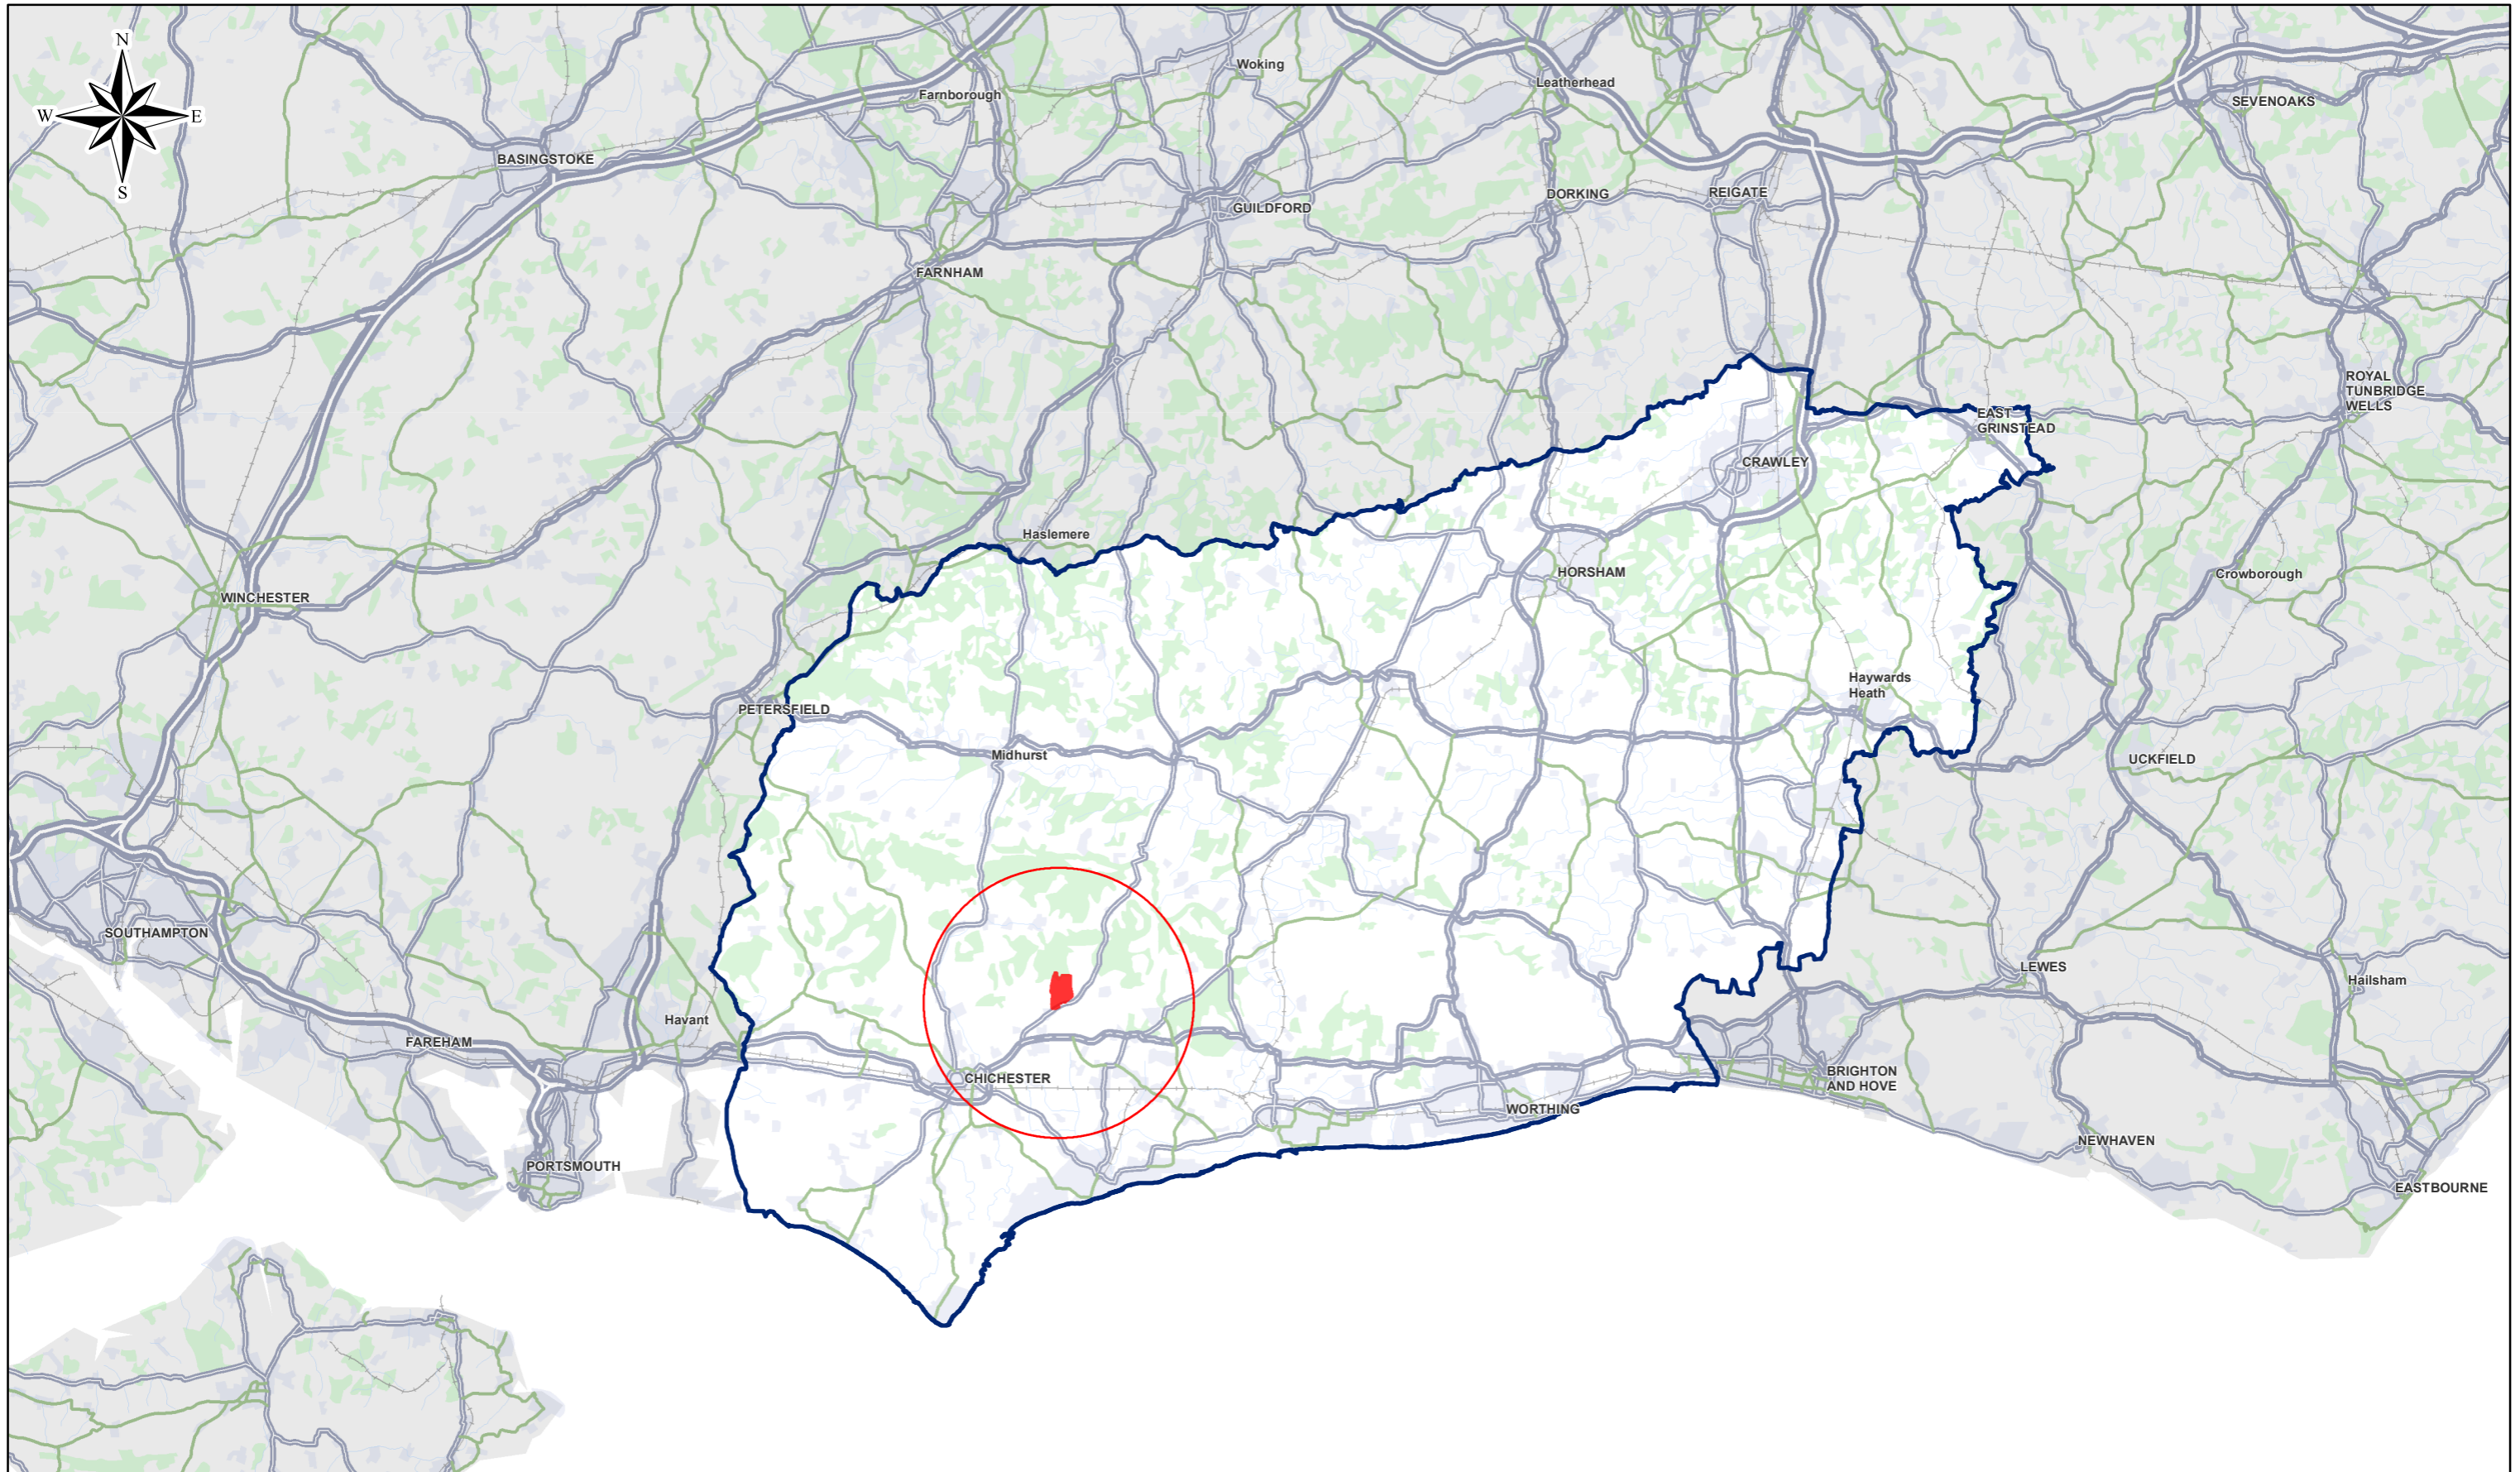 N
W
E
S
Woking
Leatherhead
Farnborough
SEVENOAKS
BASINGSTOKE
GUILDFORD
DORKING
REIGATE
FARNHAM
ROYAL
TUNBRIDGE
WELLS
EAST
GRINSTEAD
CRAWLEY
Haslemere
HORSHAM
Crowborough
WINCHESTER
Haywards
Heath
PETERSFIELD
Midhurst
UCKFIELD
SOUTHAMPTON
LEWES
Hailsham
Havant
FAREHAM
CHICHESTER
BRIGHTON
AND HOVE
WORTHING
NEWHAVEN
PORTSMOUTH
EASTBOURNE